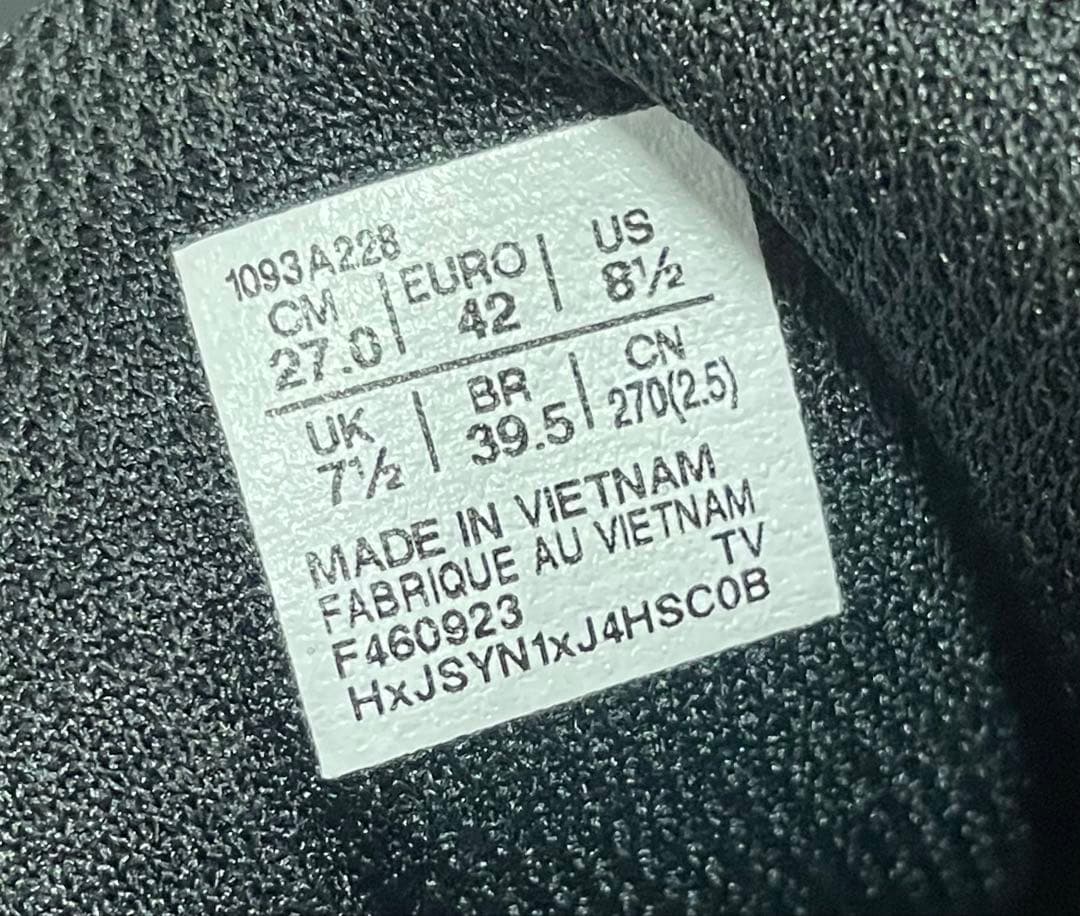 1093A228
CM | EURO | US
27.0 | 42 | 8½
UK | BR | CN
7½ | 39.5 | 270(2.5)
MADE IN VIETNAM
FABRIQUE AU VIETNAM
F460923 TV
HxJSYN1xJ4HSC0B